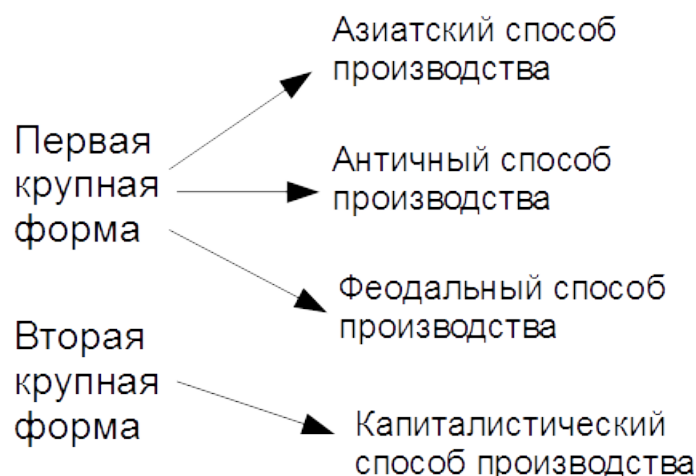 Азиатский способ
производства
Первая
крупная
форма
Античный способ
производства
Феодальный способ
производства
Вторая
крупная
форма
Капиталистический
способ производства